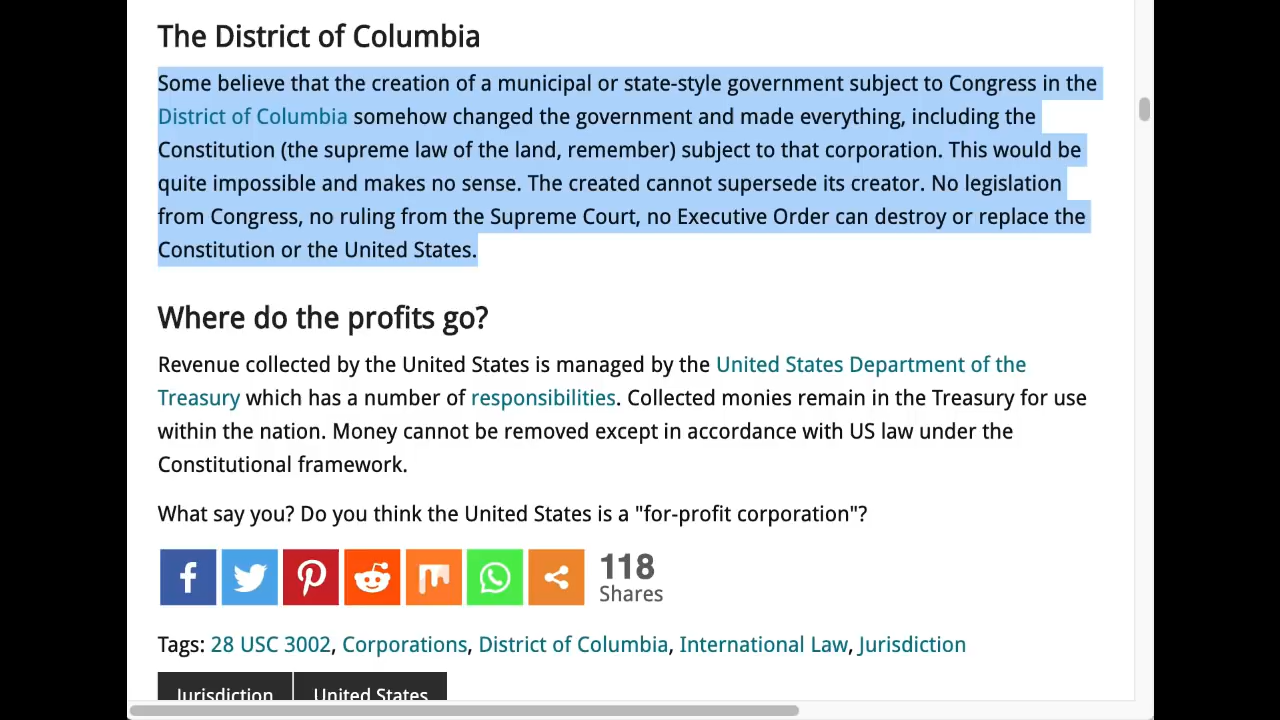 The District of Columbia
Some believe that the creation of a municipal or state-style government subject to Congress in the
District of Columbia somehow changed the government and made everything, including the
Constitution (the supreme law of the land, remember) subject to that corporation. This would be
quite impossible and makes no sense. The created cannot supersede its creator. No legislation
from Congress, no ruling from the Supreme Court, no Executive Order can destroy or replace the
Constitution or the United States.
Where do the profits go?
Revenue collected by the United States is managed by the United States Department of the
Treasury which has a number of responsibilities. Collected monies remain in the Treasury for use
within the nation. Money cannot be removed except in accordance with US law under the
Constitutional framework.
What say you? Do you think the United States is a "for-profit corporation"?
118
Shares
Tags: 28 USC 3002, Corporations, District of Columbia, International Law, Jurisdiction
Jurisdiction United States